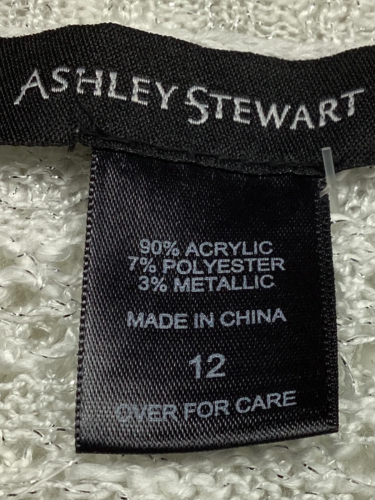 ASHLEY STEWART
90% ACRYLIC
7% POLYESTER
3% METALLIC
MADE IN CHINA
12
OVER FOR CARE